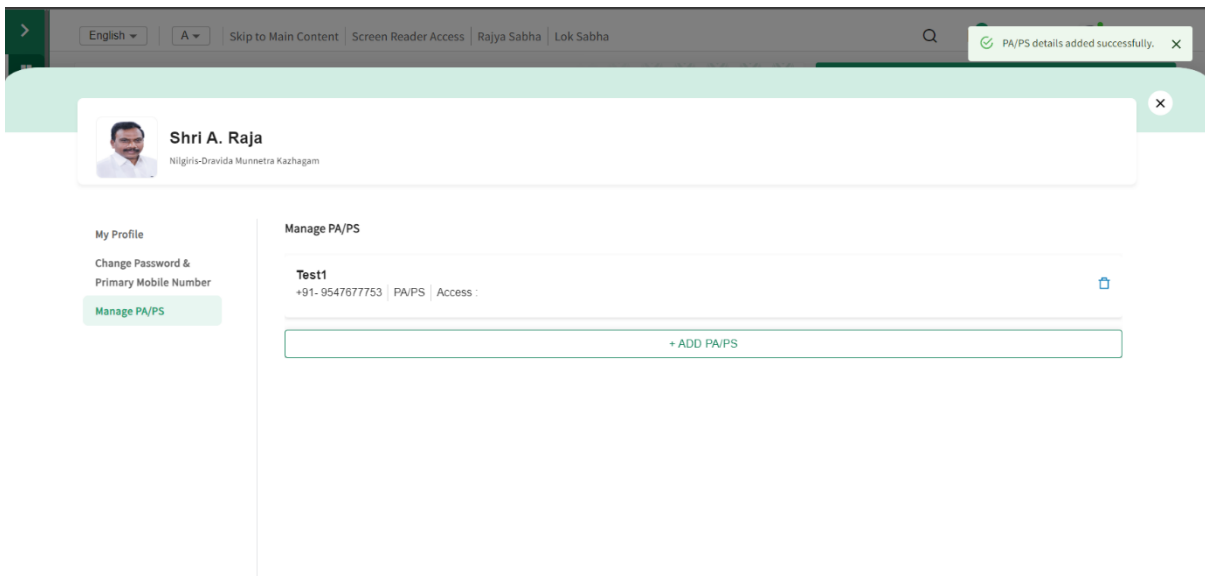 English A Skip to Main Content Screen Reader Access Rajya Sabha Lok Sabha
PA/PS details added successfully.
Shri A. Raja
Nilgiris-Dravida Munnetra Kazhagam
My Profile
Change Password &
Primary Mobile Number
Manage PA/PS
Manage PA/PS
Test1
+91- 9547677753 PA/PS Access :
+ ADD PA/PS